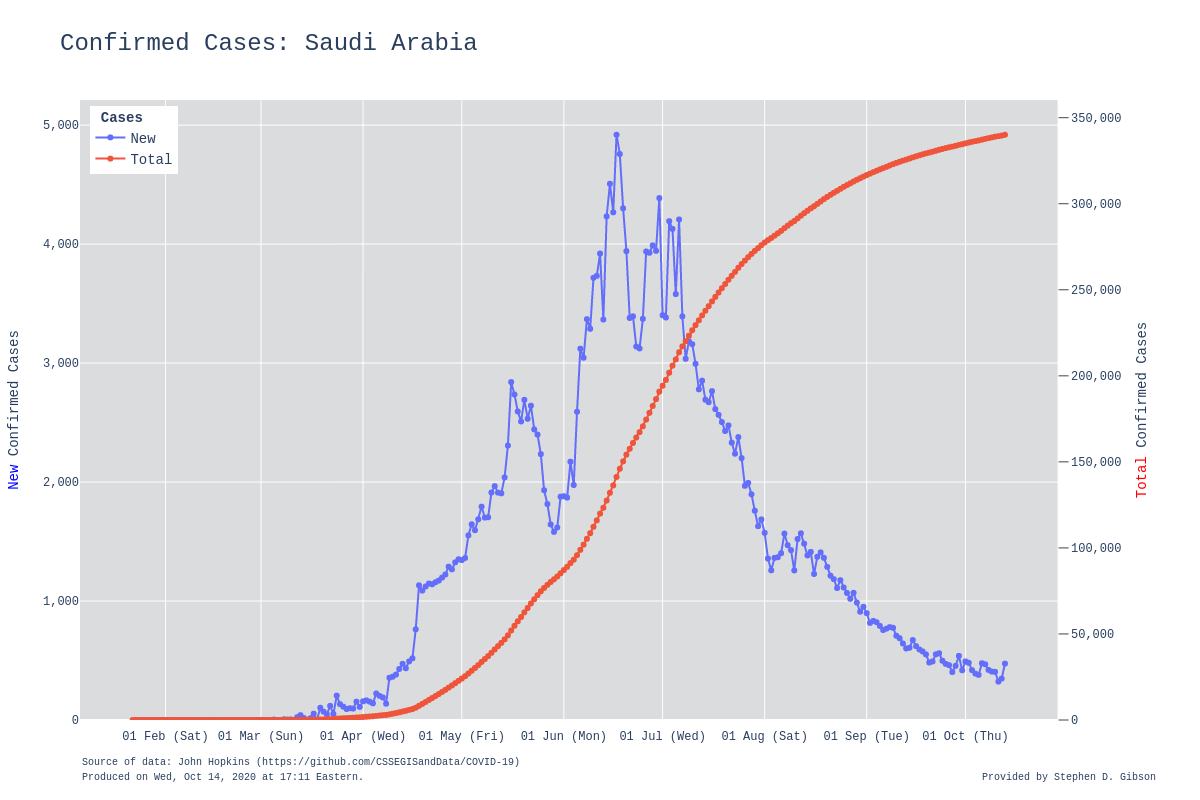 Confirmed Cases: Saudi Arabia
Cases
New
Total
5,000
4,000
3,000
2,000
1,000
0
New Confirmed Cases
350,000
300,000
250,000
200,000
150,000
100,000
50,000
0
Total Confirmed Cases
01 Feb (Sat) 01 Mar (Sun) 01 Apr (Wed) 01 May (Fri) 01 Jun (Mon) 01 Jul (Wed) 01 Aug (Sat) 01 Sep (Tue) 01 Oct (Thu)
Source of data: John Hopkins (https://github.com/CSSEGISandData/COVID-19)
Produced on Wed, Oct 14, 2020 at 17:11 Eastern.
Provided by Stephen D. Gibson